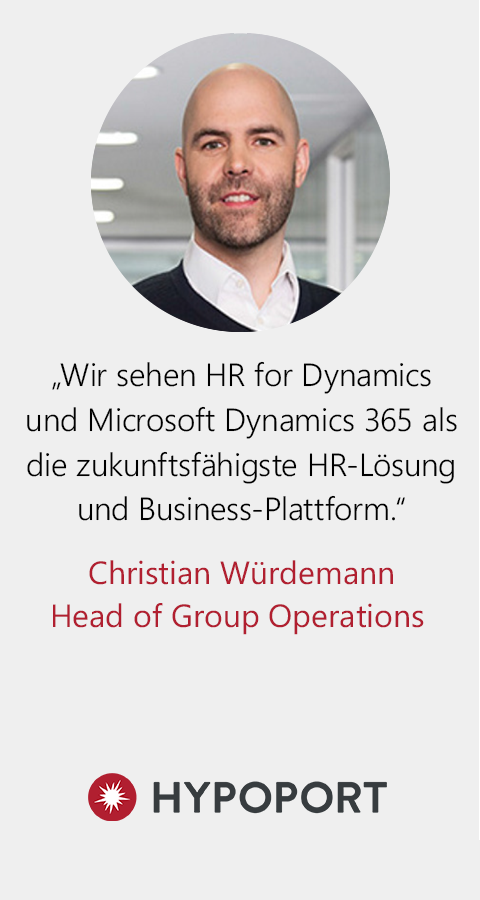 „Wir sehen HR for Dynamics
und Microsoft Dynamics 365 als
die zukunftsfähigste HR-Lösung
und Business-Plattform.“
Christian Würdemann
Head of Group Operations
HYPOPORT